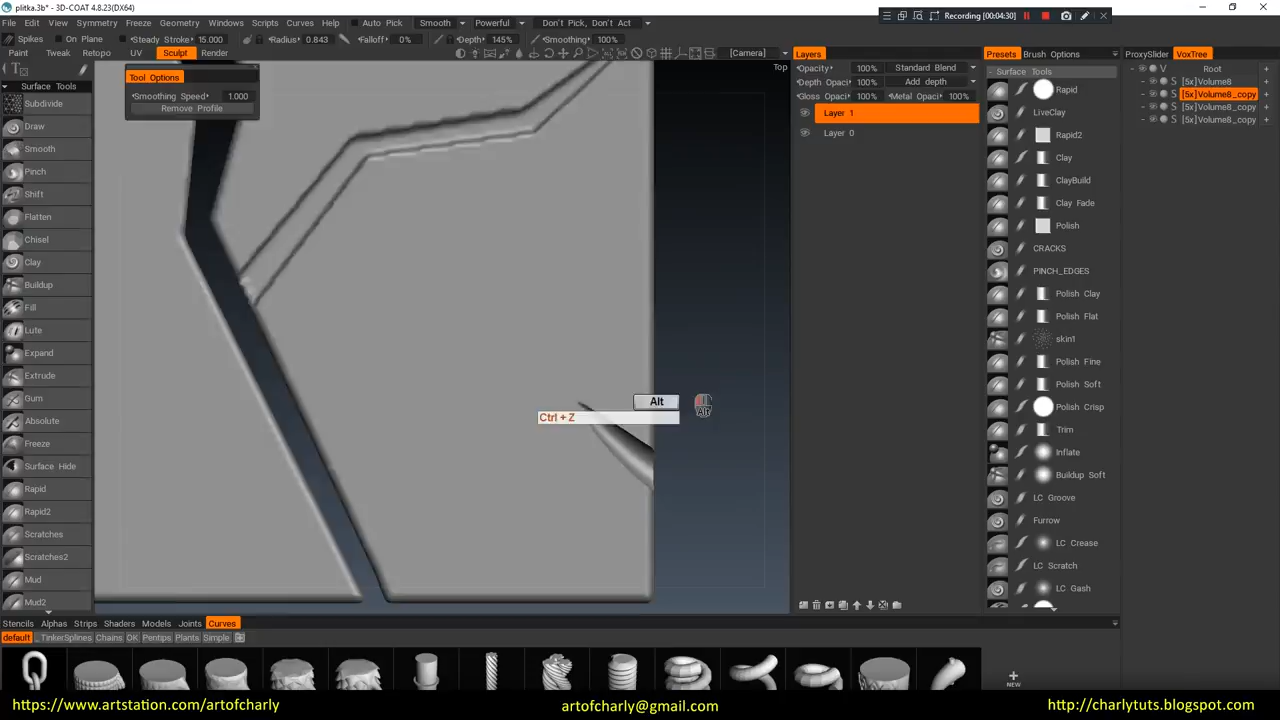 plitka.3b* - 3D-COAT 4.8.23(DX64)
Recording [00:04:30]
File Edit View Symmetry Freeze Geometry Windows Scripts Curves Help Auto Pick Smooth Powerful Don't Pick, Don't Act
Spikes On Plane Steady Stroke 15.000 Radius 0.843 Falloff 0% Depth 145% Smoothing 100%
Paint Tweak Retopo UV Sculpt Render [Camera] Layers Presets Brush Options ProxySlider VoxTree
Top
Tool Options
Smoothing Speed 1.000
Remove Profile
Surface Tools
Subdivide
Draw
Smooth
Pinch
Shift
Flatten
Chisel
Clay
Buildup
Fill
Lute
Expand
Extrude
Gum
Absolute
Freeze
Surface Hide
Rapid
Rapid2
Scratches
Scratches2
Mud
Mud2
Alt
Alt
Ctrl + Z
Opacity 100% Standard Blend
Depth Opaci 100% Add depth
Gloss Opaci 100% Metal Opaci 100%
Layer 1
Layer 0
Surface Tools
Rapid
LiveClay
Rapid2
Clay
ClayBuild
Clay Fade
Polish
CRACKS
PINCH_EDGES
Polish Clay
Polish Flat
skin1
Polish Fine
Polish Soft
Polish Crisp
Trim
Inflate
Buildup Soft
LC Groove
Furrow
LC Crease
LC Scratch
LC Gash
V Root +
S [5x]Volume8 +
S [5x]Volume8_copy +
S [5x]Volume8_copy +
S [5x]Volume8_copy +
Stencils Alphas Strips Shaders Models Joints Curves
default _TinkerSplines Chains OK Pentips Plants Simple
NEW
https://www.artstation.com/artofcharly artofcharly@gmail.com http://charlytuts.blogspot.com